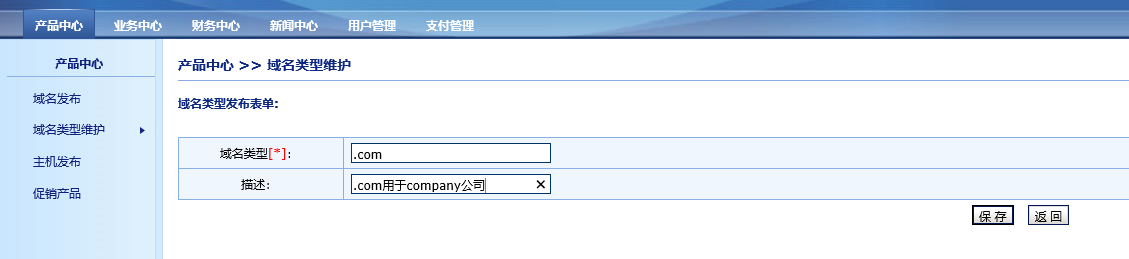 产品中心 业务中心 财务中心 新闻中心 用户管理 支付管理
产品中心
域名发布
域名类型维护
主机发布
促销产品
产品中心 >> 域名类型维护
域名类型发布表单:
域名类型[*]: .com
描述: .com用于company公司
保存 返回